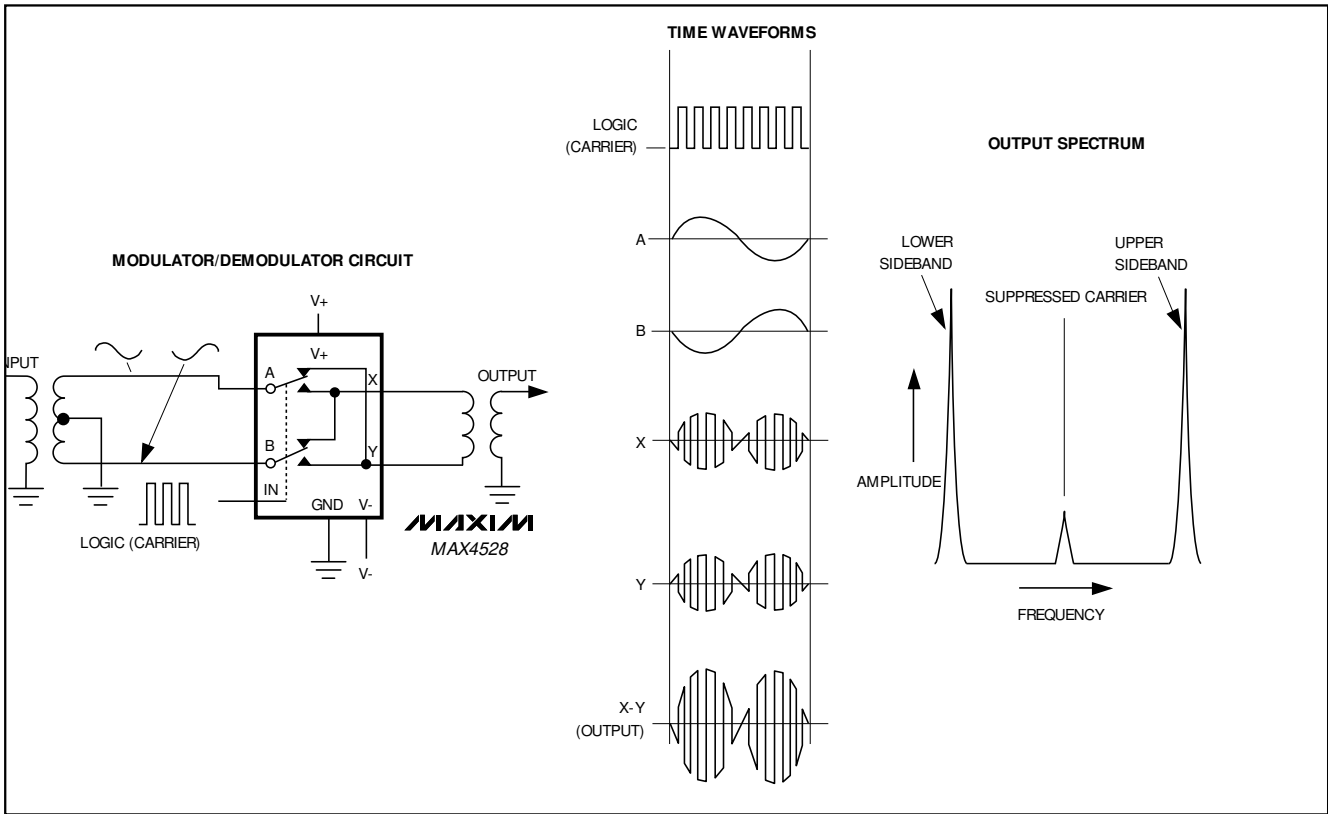 TIME WAVEFORMS
LOGIC
(CARRIER)
A
B
X
Y
X-Y
(OUTPUT)
OUTPUT SPECTRUM
LOWER
SIDEBAND
UPPER
SIDEBAND
SUPPRESSED CARRIER
AMPLITUDE
FREQUENCY
MODULATOR/DEMODULATOR CIRCUIT
V+
V+
NPUT
A
X
OUTPUT
B
Y
IN
GND
V-
LOGIC (CARRIER)
MAXIM
MAX4528
V-